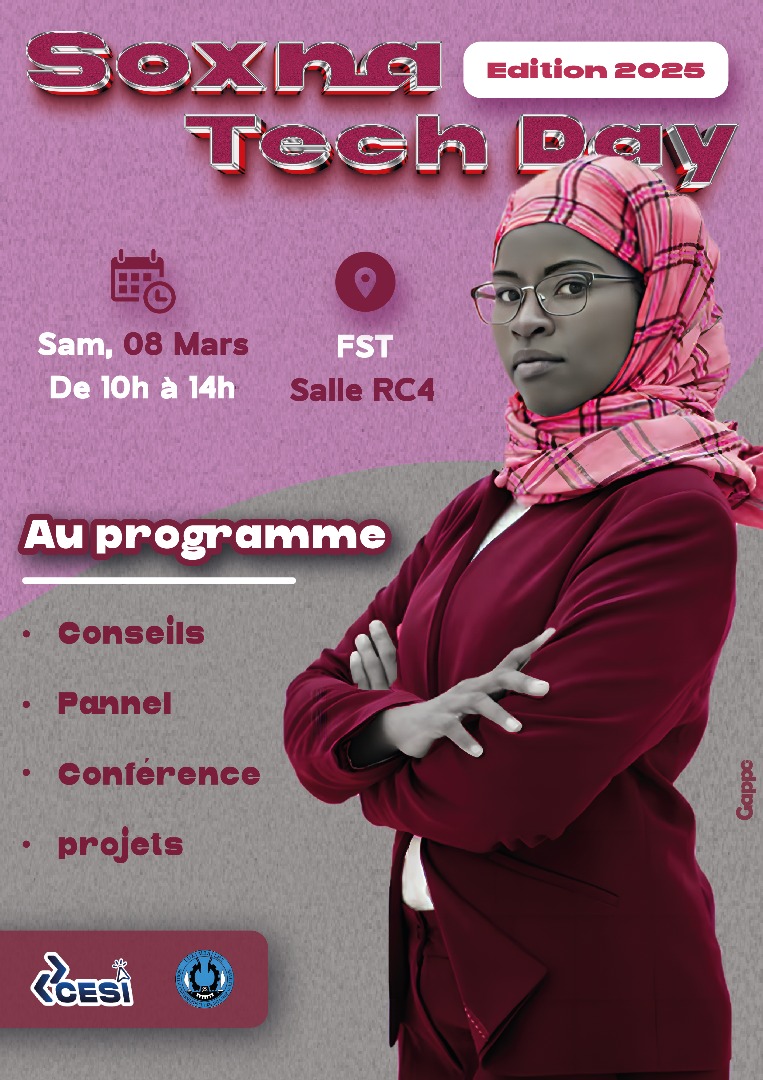 Soxna
Edition 2025
Tech Day
Sam, 08 Mars
De 10h à 14h
FST
Salle RC4
Au programme
• Conseils
• Pannel
• Conférence
• projets
Gappe
CESI